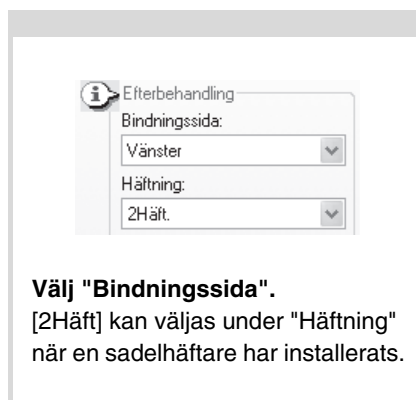 Efterbehandling
Bindningssida:
Vänster
Häftning:
2Häft.
Välj "Bindningssida".
[2Häft] kan väljas under "Häftning"
när en sadelhäftare har installerats.